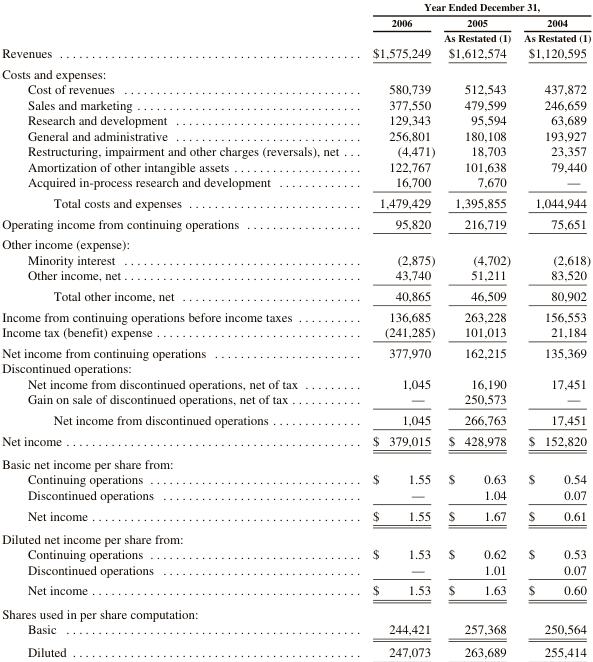 Year Ended December 31,
2006 2005 2004
As Restated (1) As Restated (1)
Revenues $1,575,249 $1,612,574 $1,120,595
Costs and expenses:
Cost of revenues 580,739 512,543 437,872
Sales and marketing 377,550 479,599 246,659
Research and development 129,343 95,594 63,689
General and administrative 256,801 180,108 193,927
Restructuring, impairment and other charges (reversals), net (4,471) 18,703 23,357
Amortization of other intangible assets 122,767 101,638 79,440
Acquired in-process research and development 16,700 7,670 —
Total costs and expenses 1,479,429 1,395,855 1,044,944
Operating income from continuing operations 95,820 216,719 75,651
Other income (expense):
Minority interest (2,875) (4,702) (2,618)
Other income, net 43,740 51,211 83,520
Total other income, net 40,865 46,509 80,902
Income from continuing operations before income taxes 136,685 263,228 156,553
Income tax (benefit) expense (241,285) 101,013 21,184
Net income from continuing operations 377,970 162,215 135,369
Discontinued operations:
Net income from discontinued operations, net of tax 1,045 16,190 17,451
Gain on sale of discontinued operations, net of tax — 250,573 —
Net income from discontinued operations 1,045 266,763 17,451
Net income $ 379,015 $ 428,978 $ 152,820
Basic net income per share from:
Continuing operations $ 1.55 $ 0.63 $ 0.54
Discontinued operations — 1.04 0.07
Net income $ 1.55 $ 1.67 $ 0.61
Diluted net income per share from:
Continuing operations $ 1.53 $ 0.62 $ 0.53
Discontinued operations — 1.01 0.07
Net income $ 1.53 $ 1.63 $ 0.60
Shares used in per share computation:
Basic 244,421 257,368 250,564
Diluted 247,073 263,689 255,414